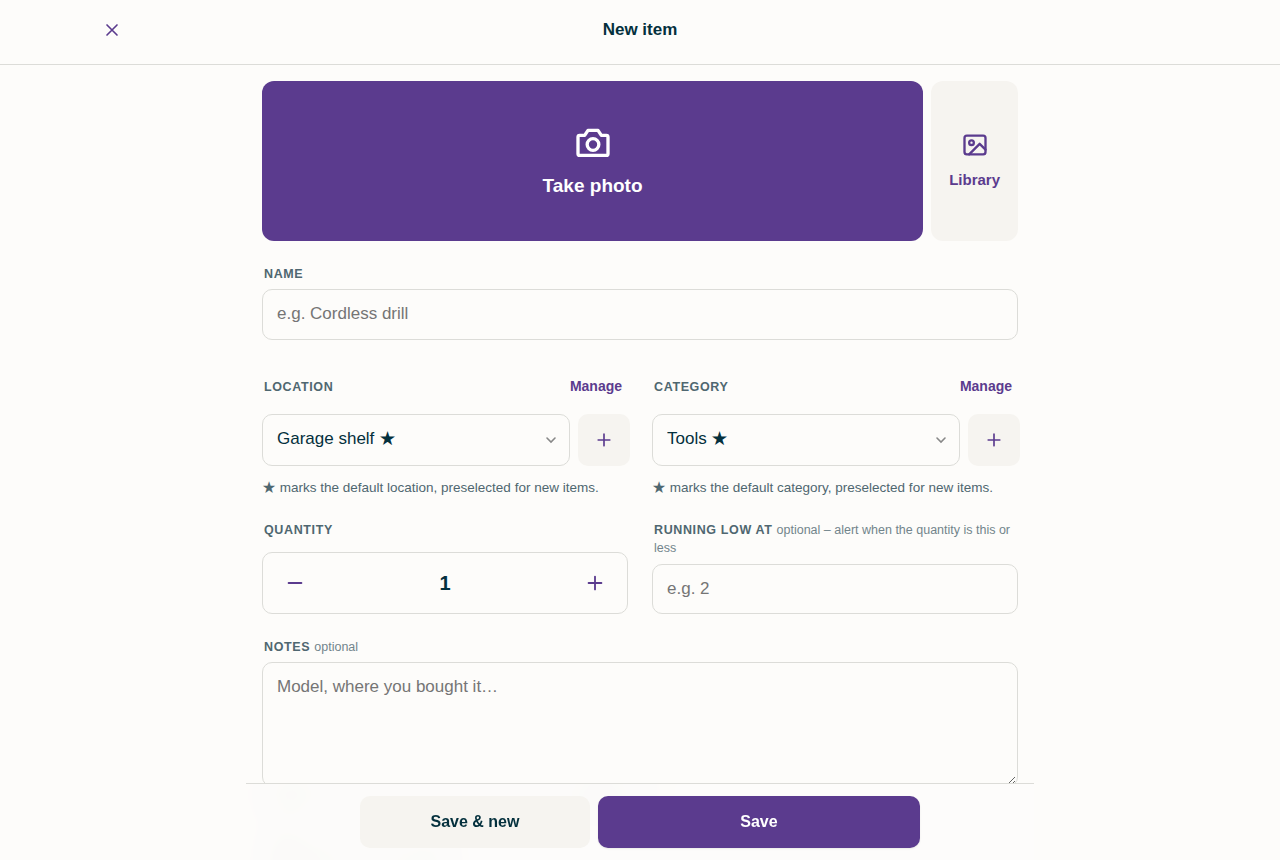 New item
Take photo
Library
NAME
e.g. Cordless drill
LOCATION
Manage
CATEGORY
Manage
Garage shelf ★
Tools ★
★ marks the default location, preselected for new items.
★ marks the default category, preselected for new items.
QUANTITY
RUNNING LOW AT optional – alert when the quantity is this or
less
1
e.g. 2
NOTES optional
Model, where you bought it…
Save & new
Save